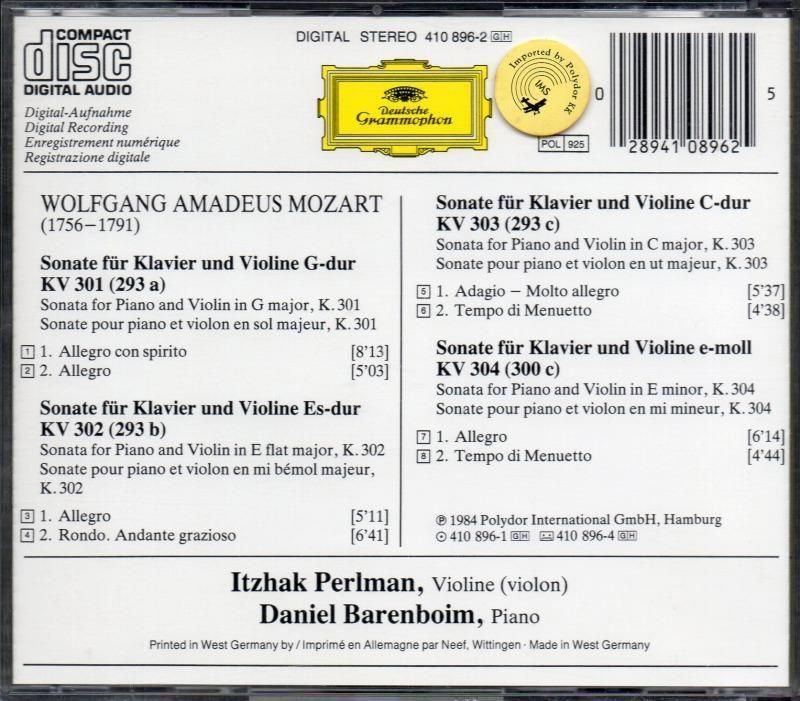 COMPACT
disc
DIGITAL AUDIO
Digital-Aufnahme
Digital Recording
Enregistrement numérique
Registrazione digitale
DIGITAL STEREO 410 896-2 GH
Deutsche
Grammophon
Imported by Polydor KK
IMS
POL 925
0 28941 08962 5
WOLFGANG AMADEUS MOZART
(1756–1791)
Sonate für Klavier und Violine G-dur
KV 301 (293 a)
Sonata for Piano and Violin in G major, K. 301
Sonate pour piano et violon en sol majeur, K. 301
1 1. Allegro con spirito [8'13]
2 2. Allegro [5'03]
Sonate für Klavier und Violine Es-dur
KV 302 (293 b)
Sonata for Piano and Violin in E flat major, K. 302
Sonate pour piano et violon en mi bémol majeur,
K. 302
3 1. Allegro [5'11]
4 2. Rondo. Andante grazioso [6'41]
Sonate für Klavier und Violine C-dur
KV 303 (293 c)
Sonata for Piano and Violin in C major, K. 303
Sonate pour piano et violon en ut majeur, K. 303
5 1. Adagio – Molto allegro [5'37]
6 2. Tempo di Menuetto [4'38]
Sonate für Klavier und Violine e-moll
KV 304 (300 c)
Sonata for Piano and Violin in E minor, K. 304
Sonate pour piano et violon en mi mineur, K. 304
7 1. Allegro [6'14]
8 2. Tempo di Menuetto [4'44]
℗ 1984 Polydor International GmbH, Hamburg
410 896-1 GH 410 896-4 GH
Itzhak Perlman, Violine (violon)
Daniel Barenboim, Piano
Printed in West Germany by / Imprimé en Allemagne par Neef, Wittingen · Made in West Germany